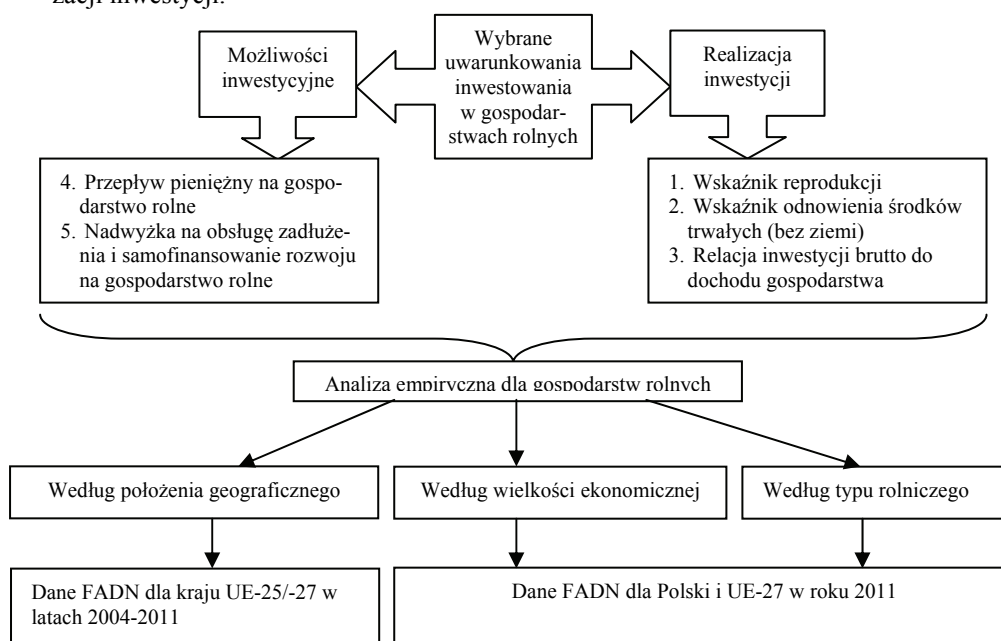 zacji inwestycji.
Możliwości
inwestycyjne
Wybrane
uwarunkowania
inwestowania
w gospodar-
stwach rolnych
Realizacja
inwestycji
4. Przepływ pieniężny na gospo-
darstwo rolne
5. Nadwyżka na obsługę zadłuże-
nia i samofinansowanie rozwoju
na gospodarstwo rolne
1. Wskaźnik reprodukcji
2. Wskaźnik odnowienia środków
trwałych (bez ziemi)
3. Relacja inwestycji brutto do
dochodu gospodarstwa
Analiza empiryczna dla gospodarstw rolnych
Według położenia geograficznego
Według wielkości ekonomicznej
Według typu rolniczego
Dane FADN dla kraju UE-25/-27 w
latach 2004-2011
Dane FADN dla Polski i UE-27 w roku 2011